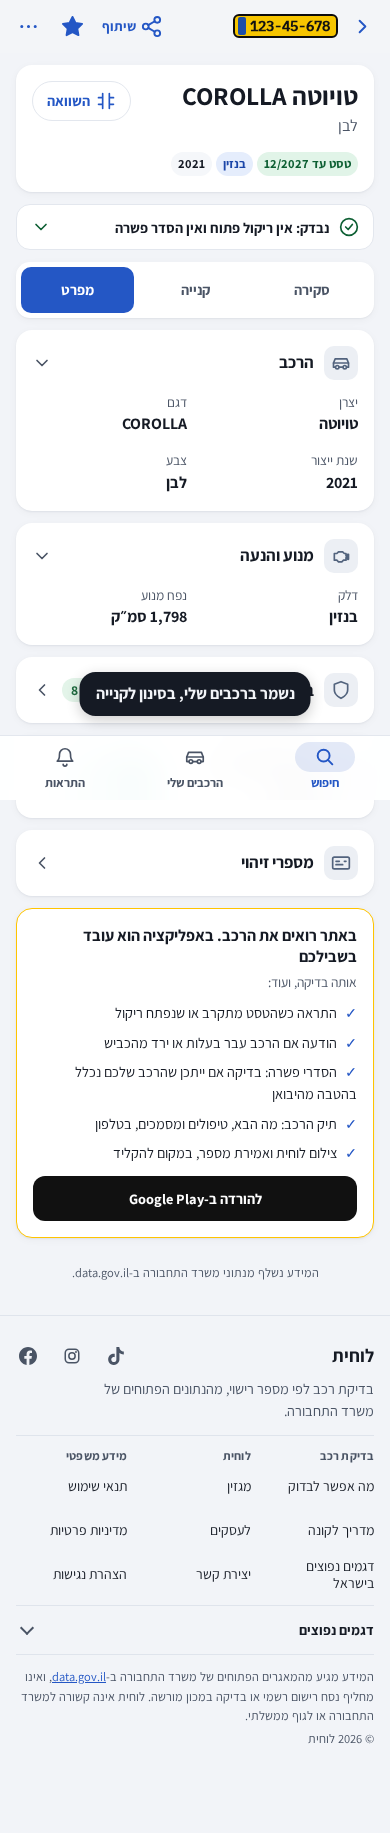 123-45-678
שיתוף
טויוטה COROLLA
השוואה
לבן
טסט עד 12/2027
בנזין
2021
נבדק: אין ריקול פתוח ואין הסדר פשרה
סקירה
קנייה
מפרט
הרכב
יצרן
דגם
טויוטה
COROLLA
שנת ייצור
צבע
2021
לבן
מנוע והנעה
דלק
נפח מנוע
בנזין
1,798 סמ״ק
נשמר ברכבים שלי, בסינון לקנייה
8
חיפוש
הרכבים שלי
התראות
מספרי זיהוי
באתר רואים את הרכב. באפליקציה הוא עובד
בשבילכם
אותה בדיקה, ועוד:
✓ התראה כשהטסט מתקרב או שנפתח ריקול
✓ הודעה אם הרכב עבר בעלות או ירד מהכביש
✓ הסדרי פשרה: בדיקה אם ייתכן שהרכב שלכם נכלל
בהטבה מהיבואן
✓ תיק הרכב: מה הבא, טיפולים ומסמכים, בטלפון
✓ צילום לוחית ואמירת מספר, במקום להקליד
להורדה ב-Google Play
המידע נשלף מנתוני משרד התחבורה ב-data.gov.il.
לוחית
בדיקת רכב לפי מספר רישוי, מהנתונים הפתוחים של
משרד התחבורה.
בדיקת רכב
לוחית
מידע משפטי
מה אפשר לבדוק
מגזין
תנאי שימוש
מדריך לקונה
לעסקים
מדיניות פרטיות
דגמים נפוצים
בישראל
יצירת קשר
הצהרת נגישות
דגמים נפוצים
המידע מגיע מהמאגרים הפתוחים של משרד התחבורה ב-data.gov.il, ואינו
מחליף נסח רישום רשמי או בדיקה במכון מורשה. לוחית אינה קשורה למשרד
התחבורה או לגוף ממשלתי.
© 2026 לוחית